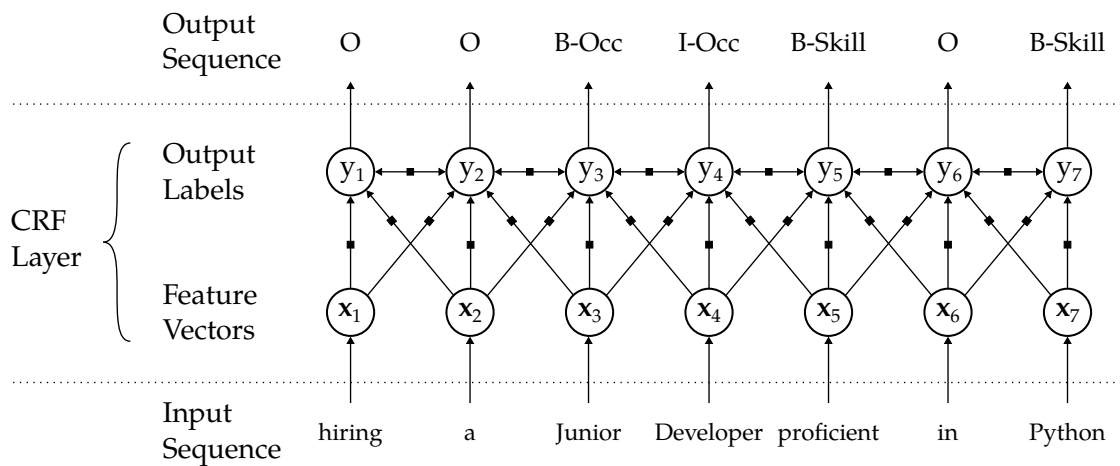 Output
Sequence
O O B-Occ I-Occ B-Skill O B-Skill
CRF
Layer
Output
Labels
y1 y2 y3 y4 y5 y6 y7
Feature
Vectors
x1 x2 x3 x4 x5 x6 x7
Input
Sequence
hiring a Junior Developer proficient in Python